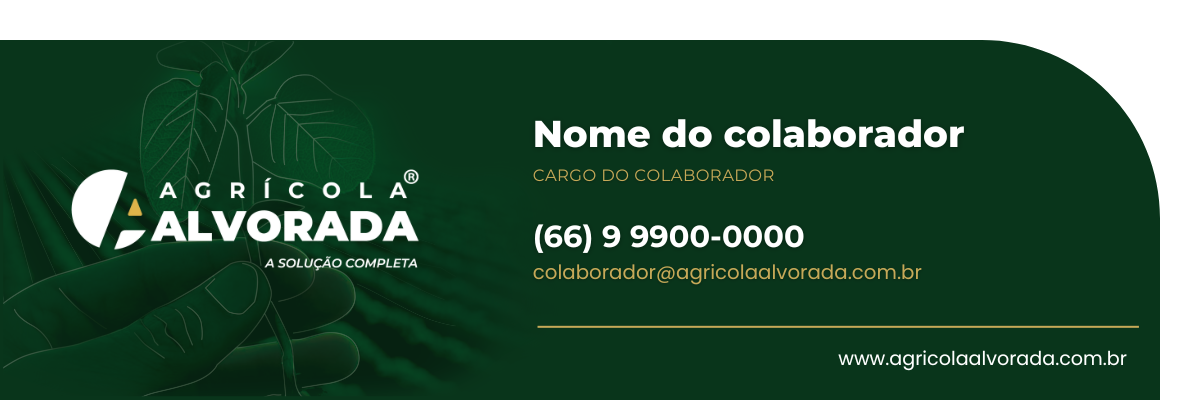 AGRÍCOLA®
ALVORADA
A SOLUÇÃO COMPLETA
Nome do colaborador
CARGO DO COLABORADOR
(66) 9 9900-0000
colaborador@agricolaalvorada.com.br
www.agricolaalvorada.com.br